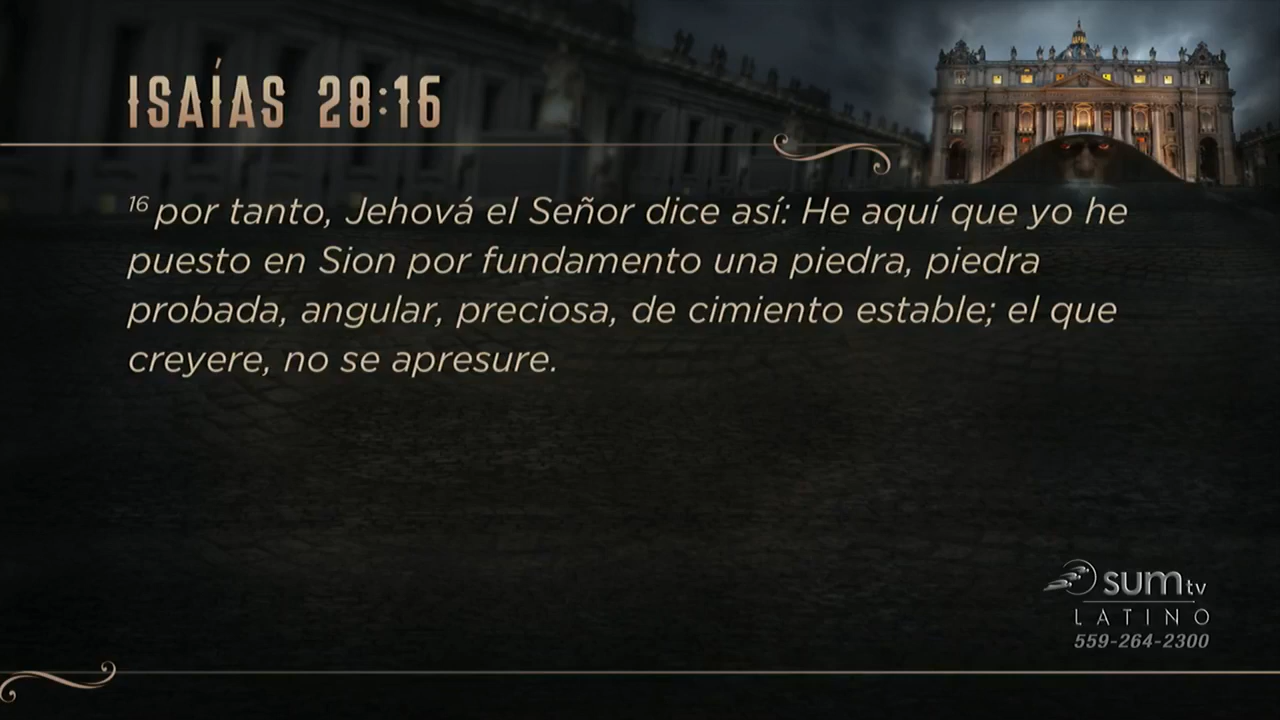 ISAÍAS 28:16
16 por tanto, Jehová el Señor dice así: He aquí que yo he
puesto en Sion por fundamento una piedra, piedra
probada, angular, preciosa, de cimiento estable; el que
creyere, no se apresure.
sumtv
LATINO
559-264-2300